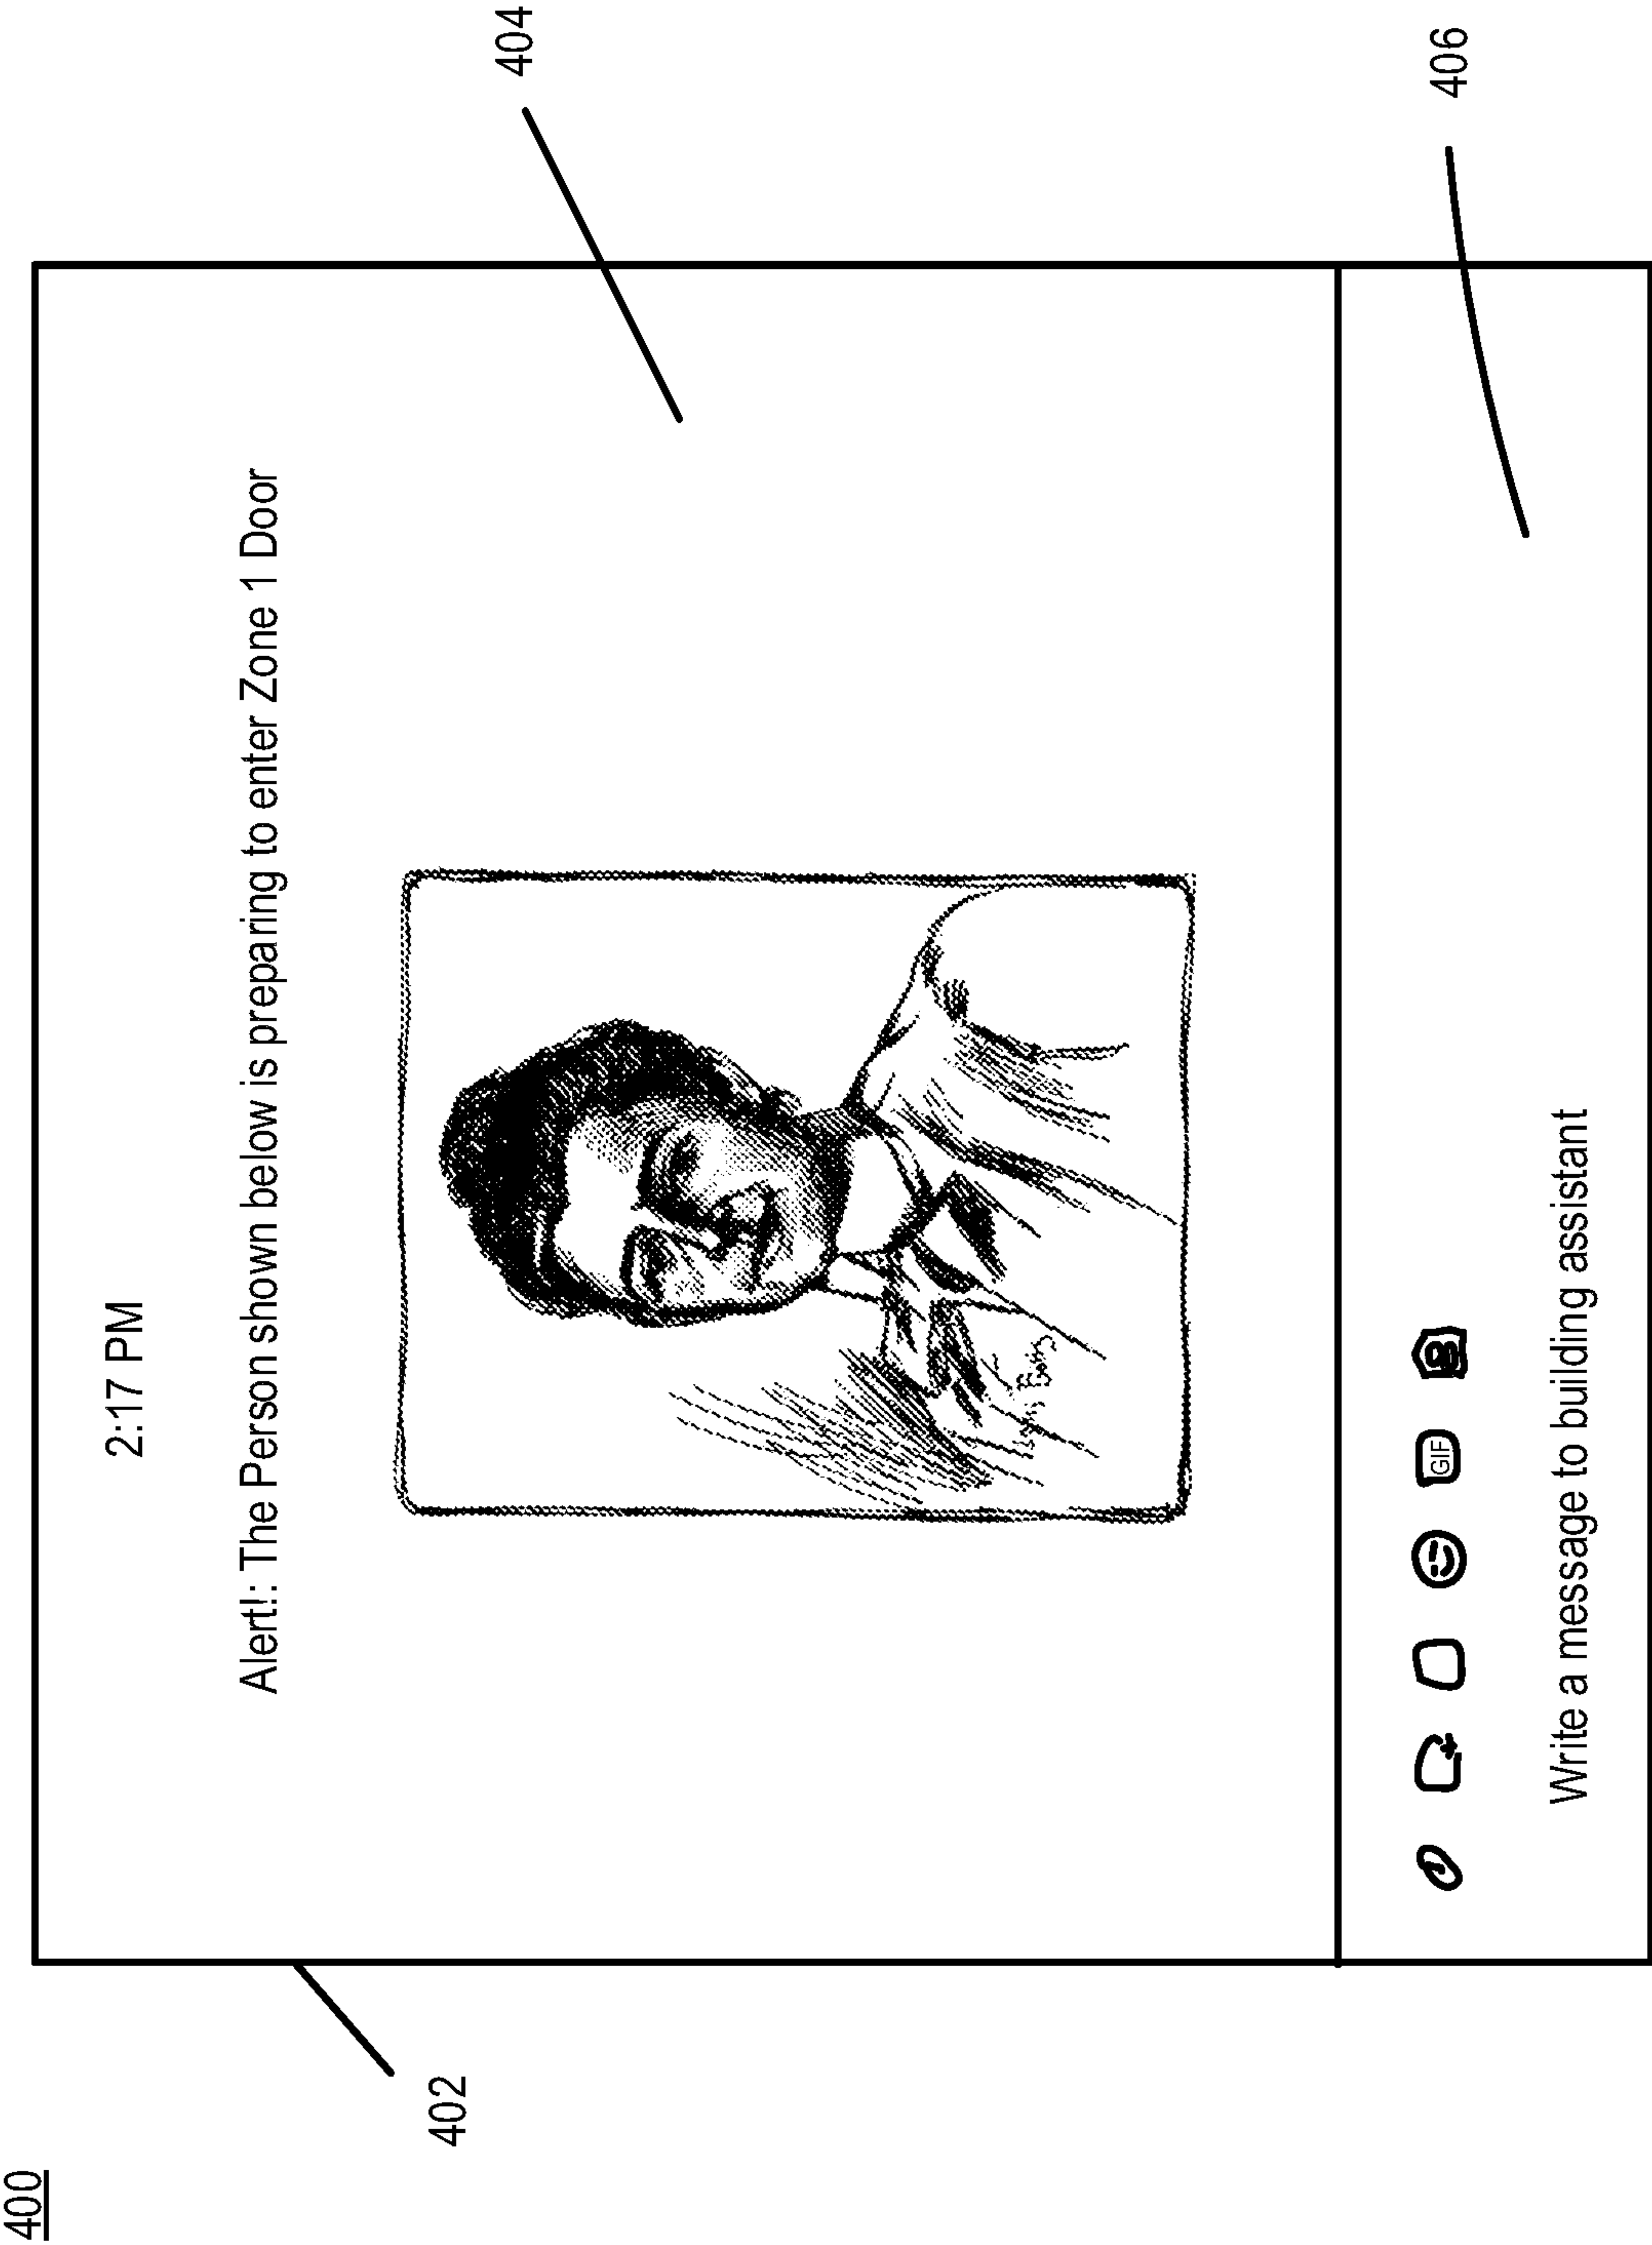 400
402
2:17 PM
Alert!: The Person shown below is preparing to enter Zone 1 Door
404
GIF
Write a message to building assistant
406